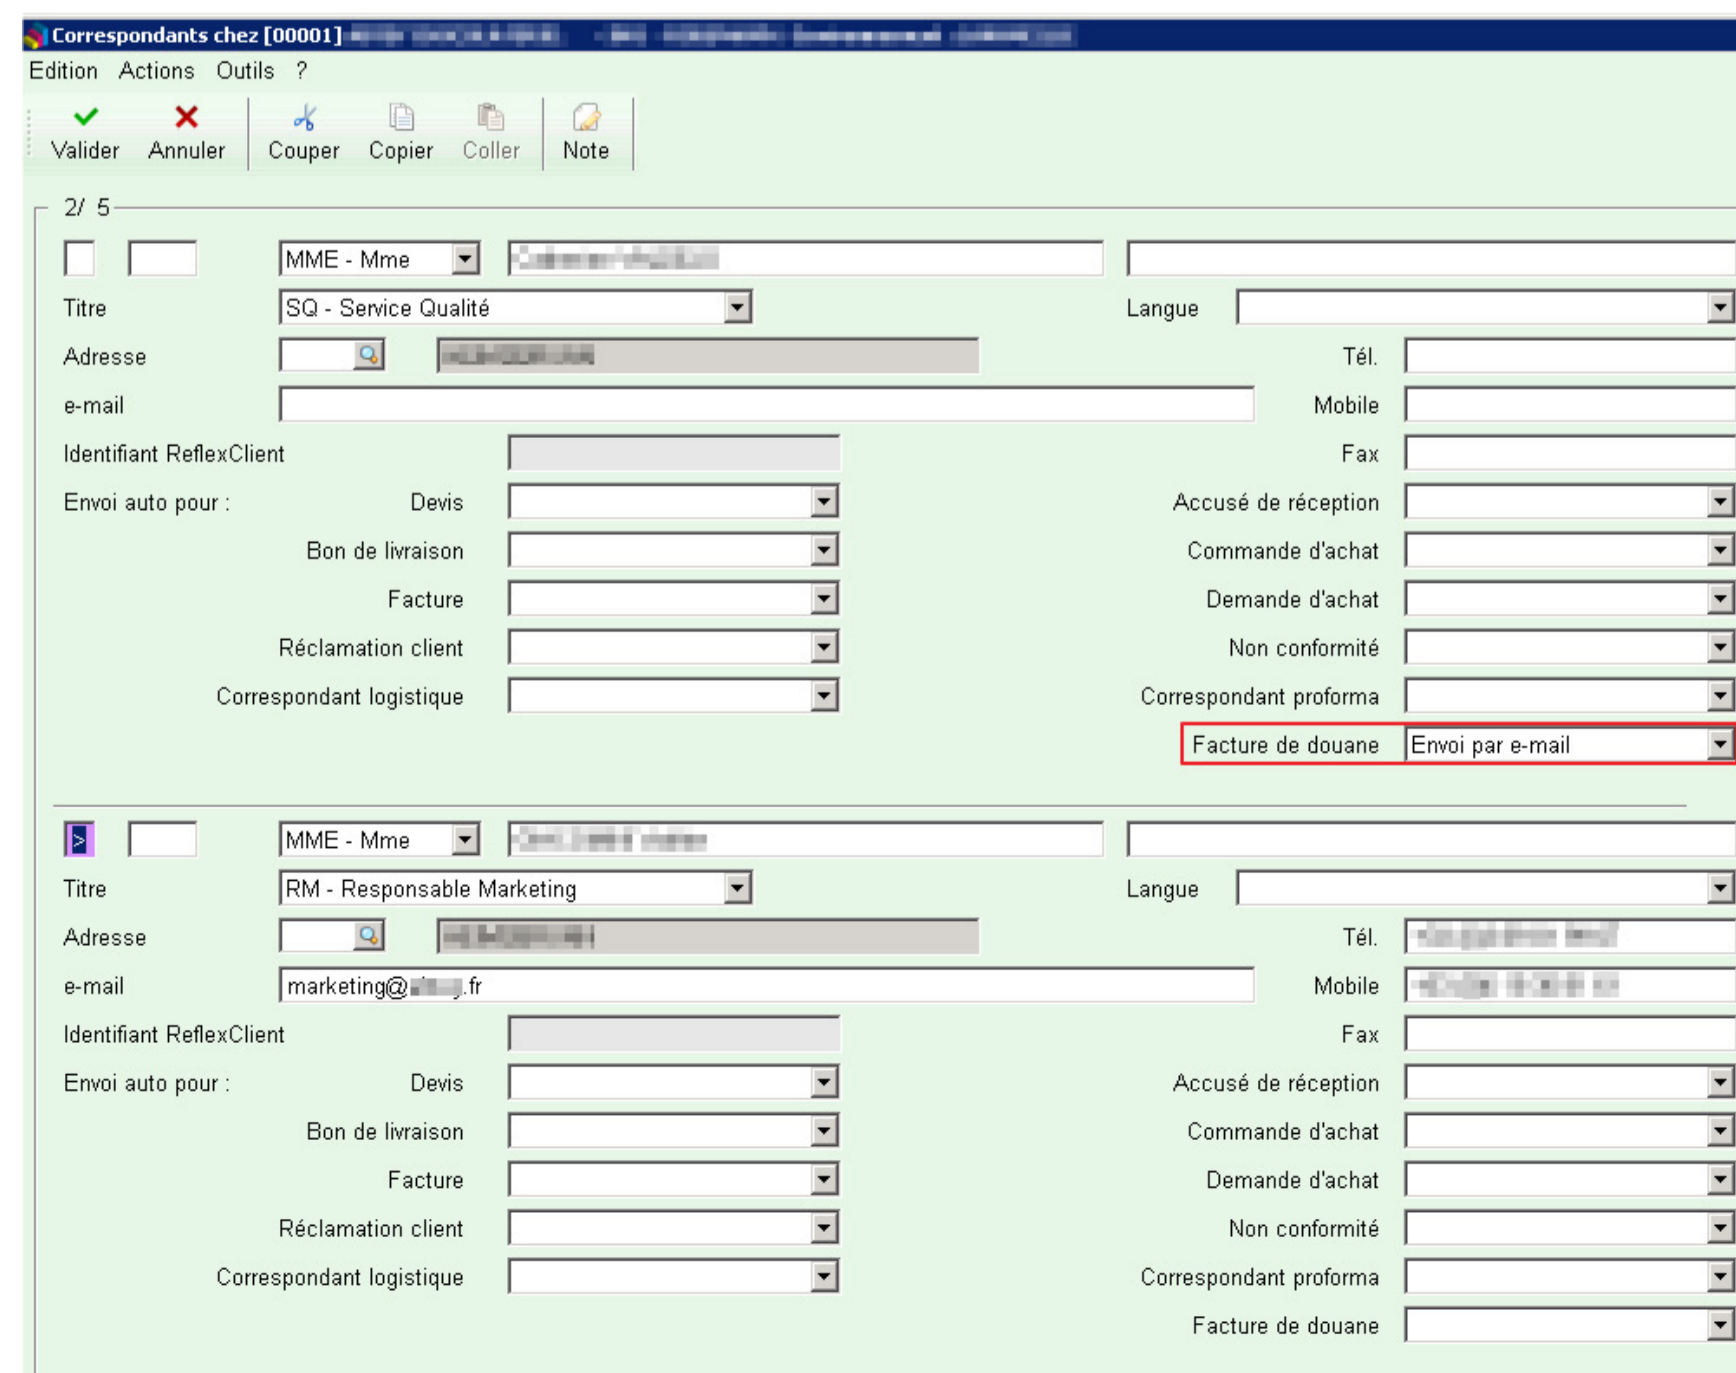 Correspondants chez [00001]
Edition Actions Outils ?
Valider Annuler Couper Copier Coller Note
2/ 5
MME - Mme
Titre SQ - Service Qualité Langue
Adresse Tél.
e-mail Mobile
Identifiant ReflexClient Fax
Envoi auto pour : Devis Accusé de réception
Bon de livraison Commande d'achat
Facture Demande d'achat
Réclamation client Non conformité
Correspondant logistique Correspondant proforma
Facture de douane Envoi par e-mail
> MME - Mme
Titre RM - Responsable Marketing Langue
Adresse Tél.
e-mail marketing@ .fr Mobile
Identifiant ReflexClient Fax
Envoi auto pour : Devis Accusé de réception
Bon de livraison Commande d'achat
Facture Demande d'achat
Réclamation client Non conformité
Correspondant logistique Correspondant proforma
Facture de douane